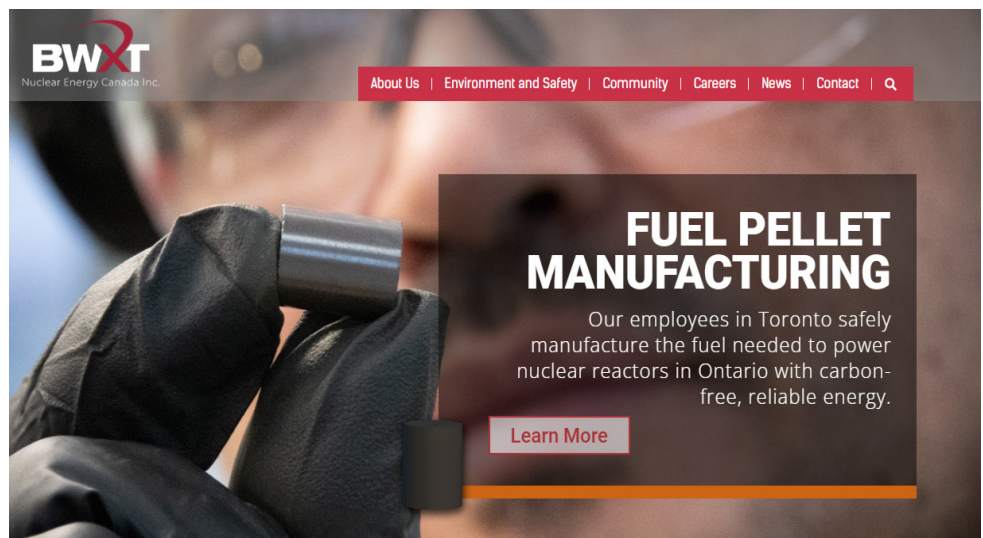 BWXT
Nuclear Energy Canada Inc.
About Us | Environment and Safety | Community | Careers | News | Contact |
FUEL PELLET
MANUFACTURING
Our employees in Toronto safely
manufacture the fuel needed to power
nuclear reactors in Ontario with carbon-
free, reliable energy.
Learn More